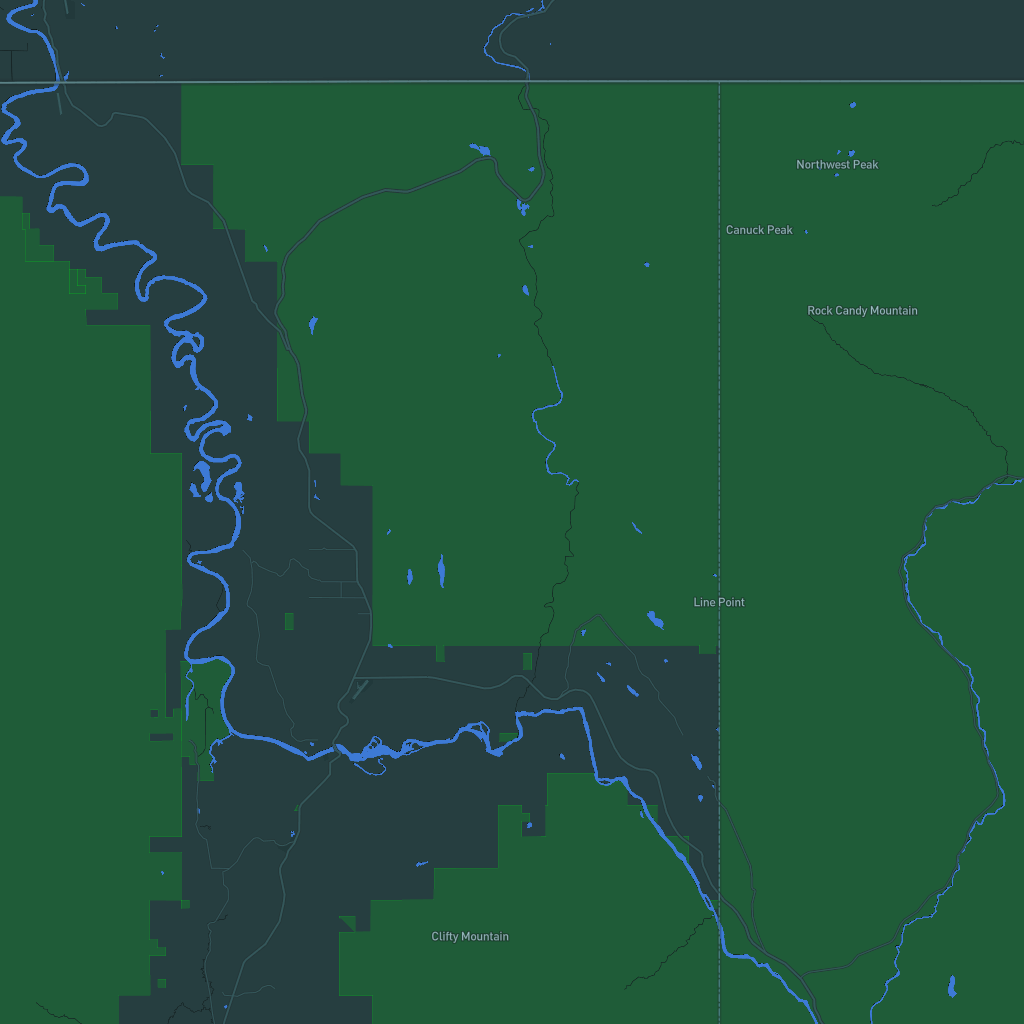 Northwest Peak
Canuck Peak
Rock Candy Mountain
Line Point
Clifty Mountain